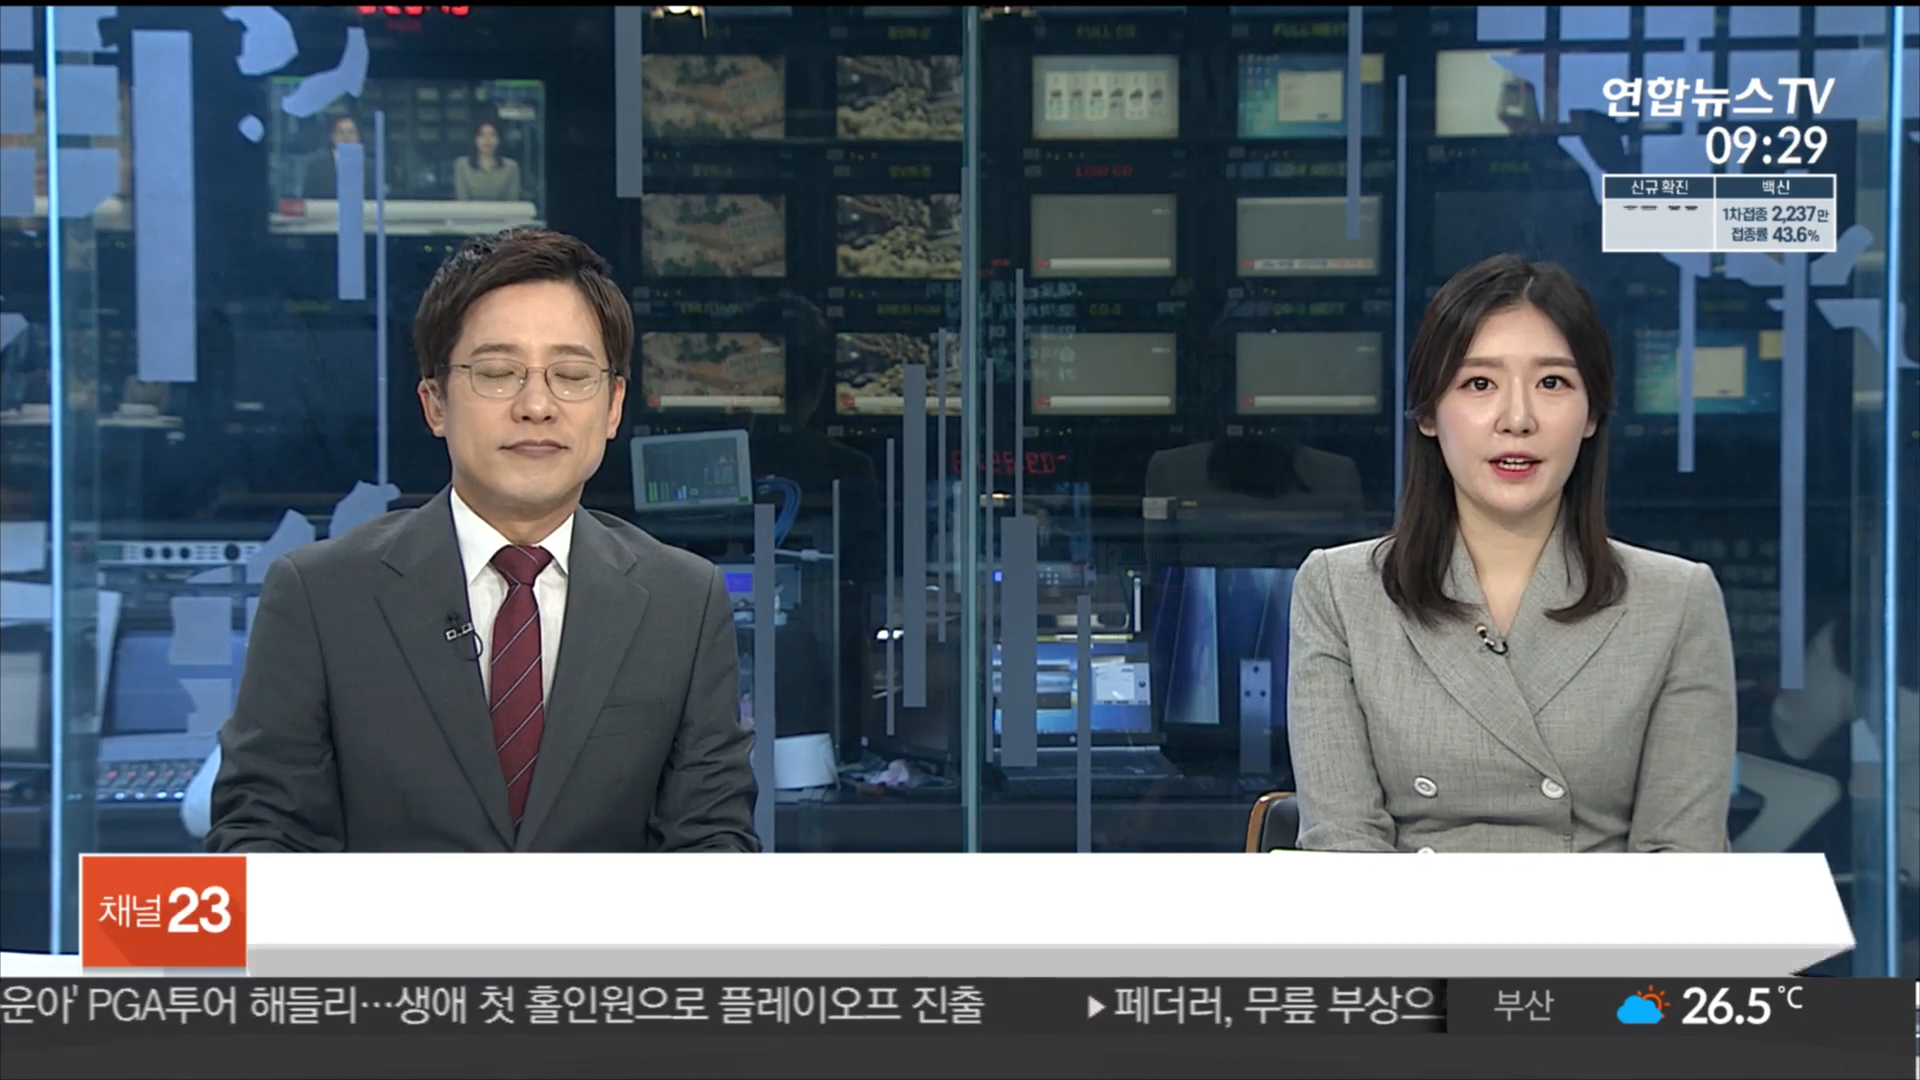 연합뉴스TV
09:29
신규확진 백신
1차접종 2,237만
접종률 43.6%
채널 23
운아' PGA투어 해들리…생애 첫 홀인원으로 플레이오프 진출 ▶페더러, 무릎 부상으
부산 26.5℃